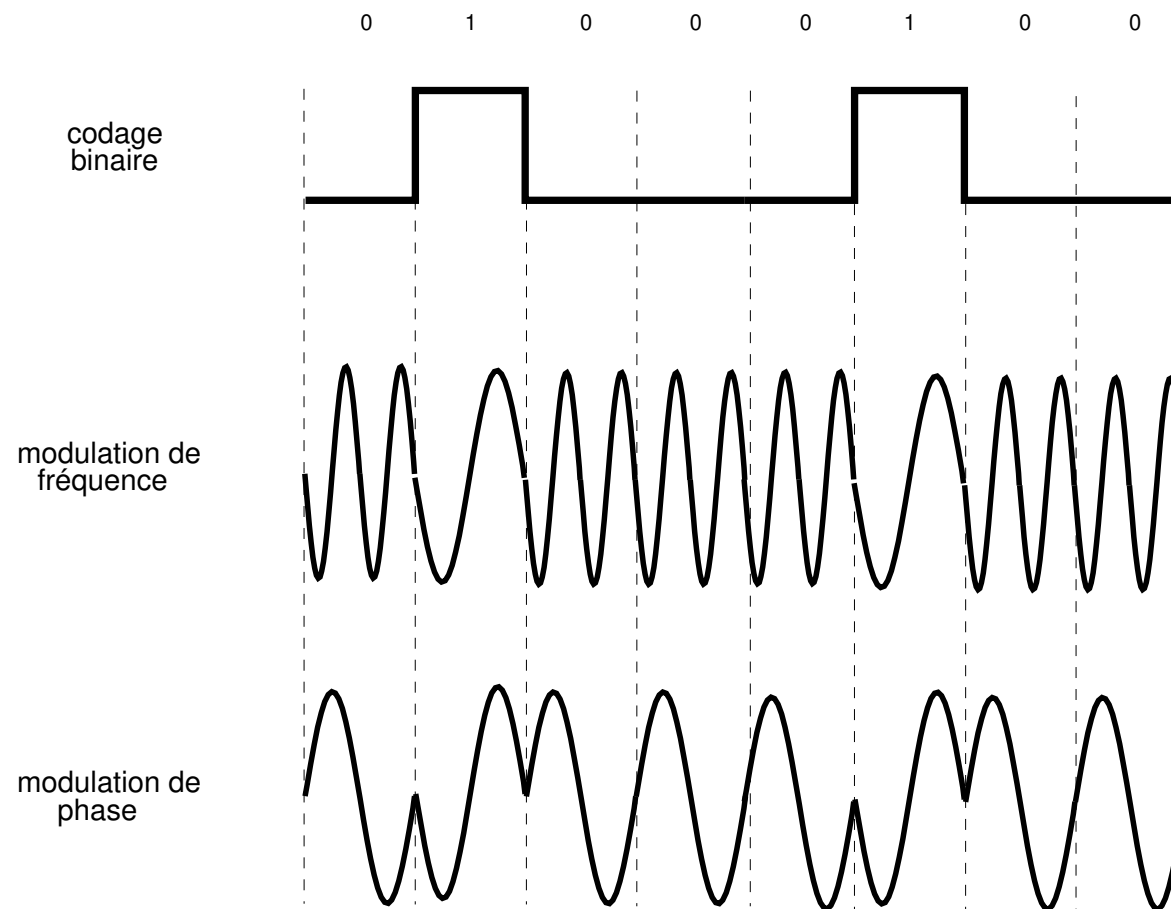 0 1 0 0 0 1 0 0
codage
binaire
modulation de
fréquence
modulation de
phase